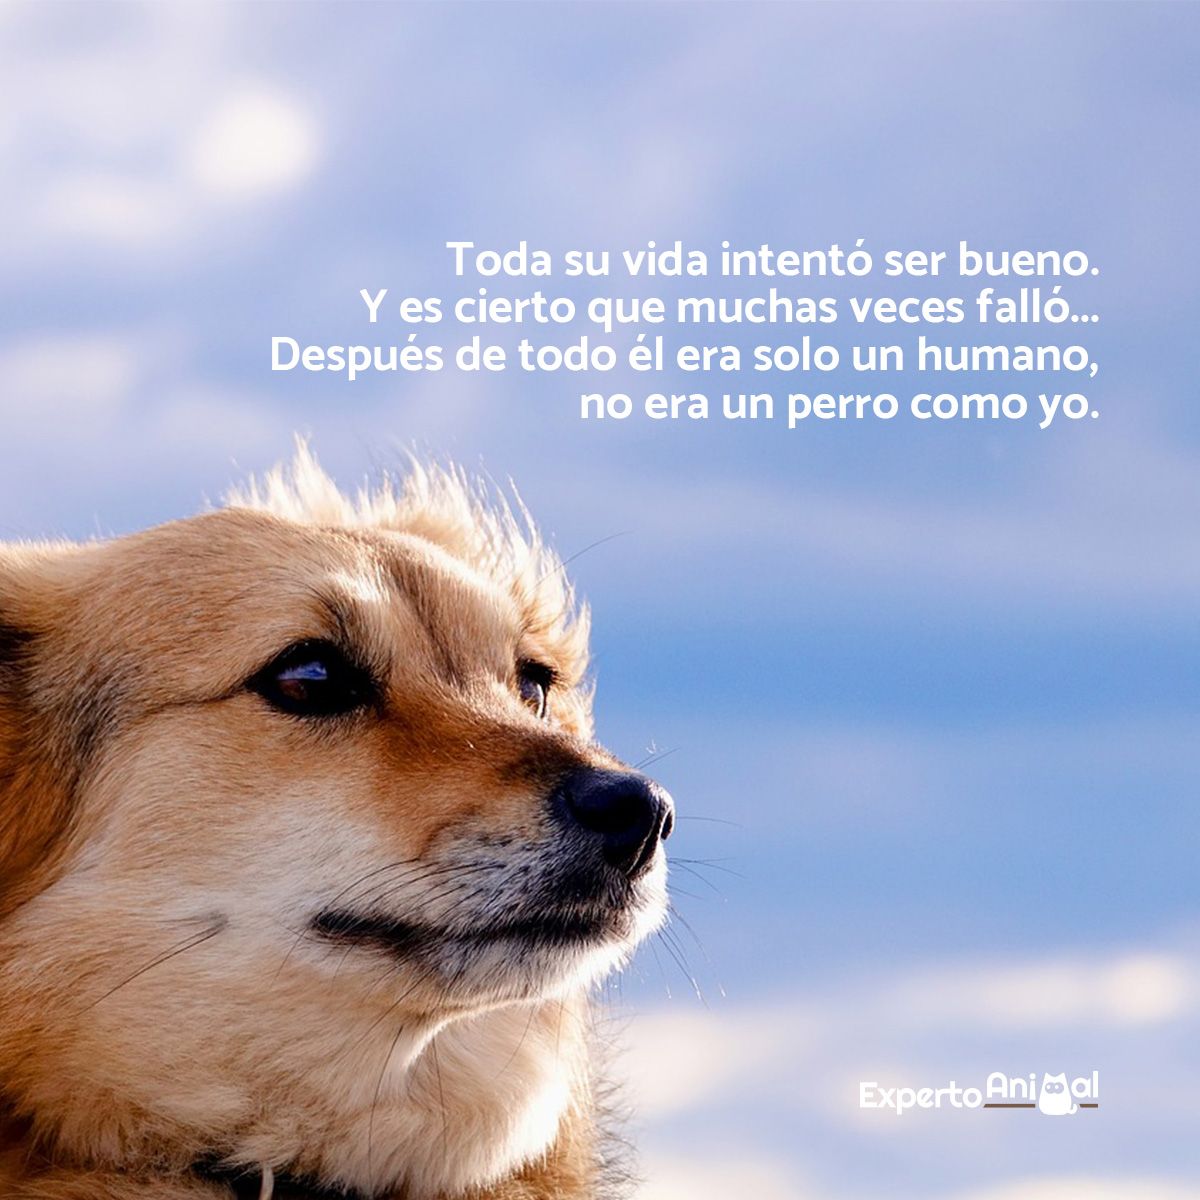 Toda su vida intentó ser bueno.
Y es cierto que muchas veces falló...
Después de todo él era solo un humano,
no era un perro como yo.
ExpertoAnimal